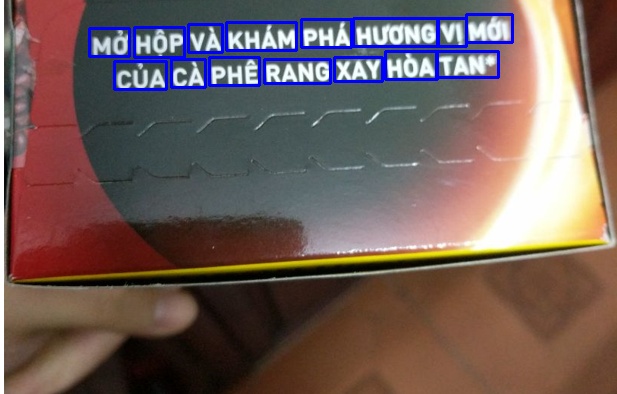 MỞ HỘP VÀ KHÁM PHÁ HƯƠNG VỊ MỚI
CỦA CÀ PHÊ RANG XAY HÒA TAN*